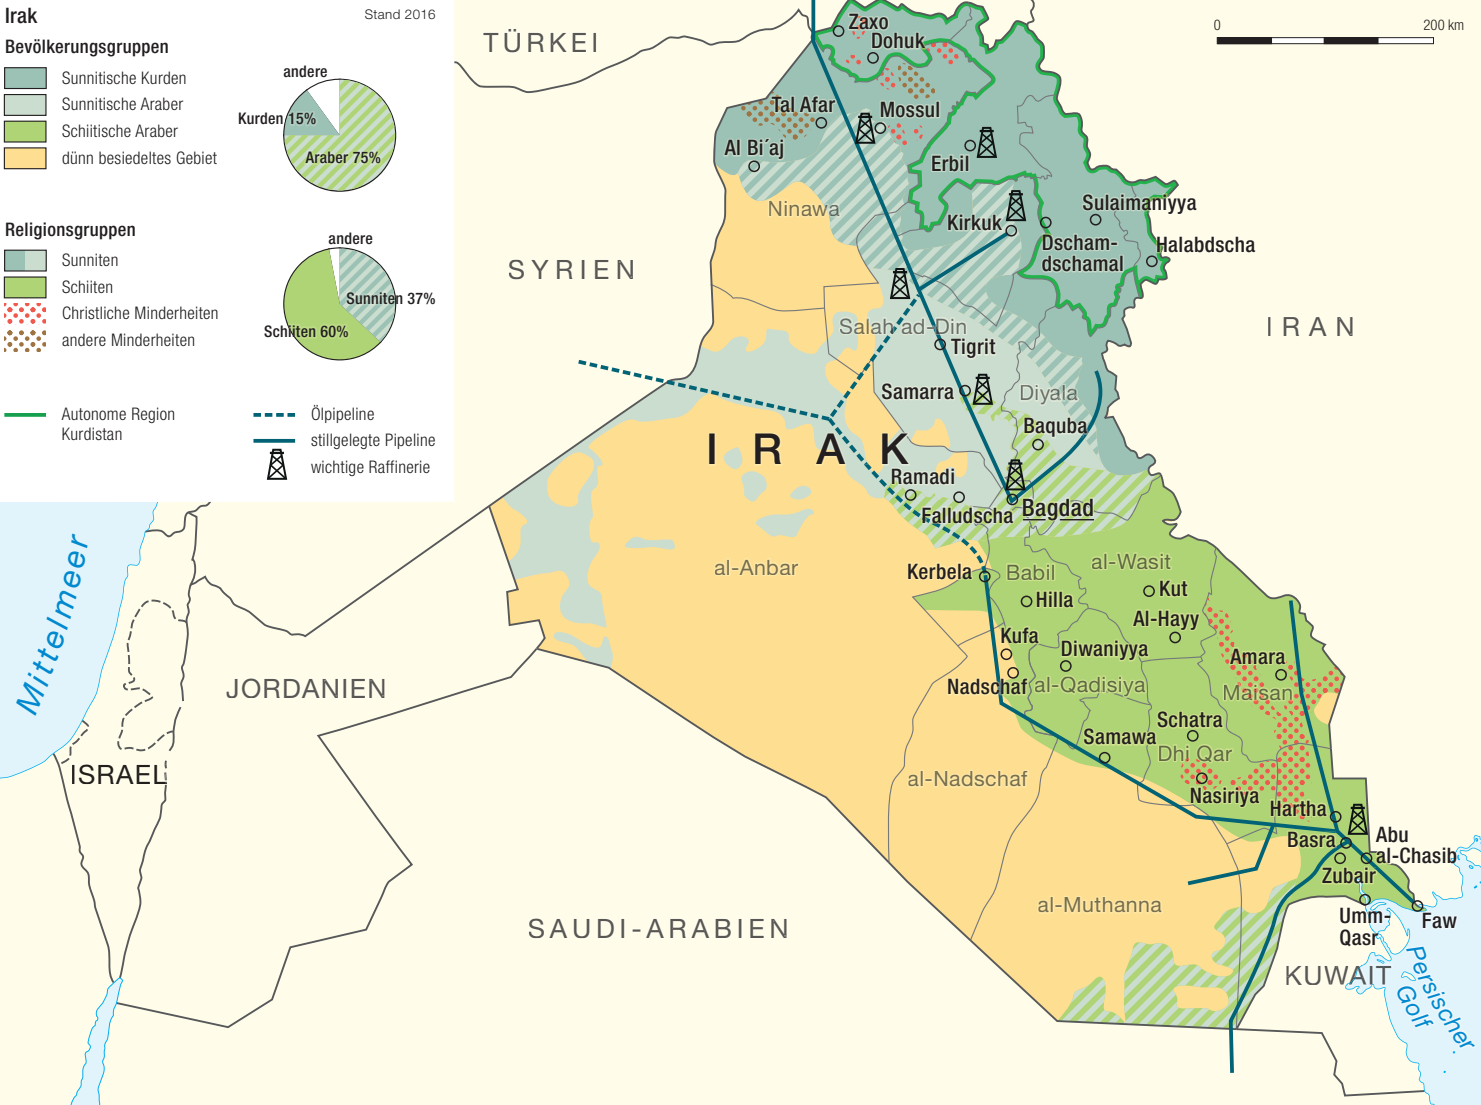 Irak
Stand 2016
Bevölkerungsgruppen
Sunnitische Kurden
Sunnitische Araber
Schiitische Araber
dünn besiedeltes Gebiet
andere
Kurden 15%
Araber 75%
Religionsgruppen
Sunniten
Schiiten
Christliche Minderheiten
andere Minderheiten
andere
Sunniten 37%
Schiiten 60%
Autonome Region
Kurdistan
Ölpipeline
stillgelegte Pipeline
wichtige Raffinerie
0
200 km
TÜRKEI
SYRIEN
IRAN
IRAK
JORDANIEN
ISRAEL
SAUDI-ARABIEN
KUWAIT
Mittelmeer
Persischer
Golf
Zaxo
Dohuk
Tal Afar
Mossul
Al Bi´aj
Erbil
Ninawa
Kirkuk
Sulaimaniyya
Dscham-
dschamal
Halabdscha
Salah ad-Din
Tigrit
Samarra
Diyala
Baquba
Ramadi
Falludscha
Bagdad
al-Anbar
Kerbela
Babil
al-Wasit
Hilla
Kut
Al-Hayy
Kufa
Diwaniyya
Amara
Nadschaf
al-Qadisiya
Maisan
Schatra
Samawa
Dhi Qar
al-Nadschaf
Nasiriya
Hartha
Basra
Abu
al-Chasib
Zubair
al-Muthanna
Umm-
Qasr
Faw